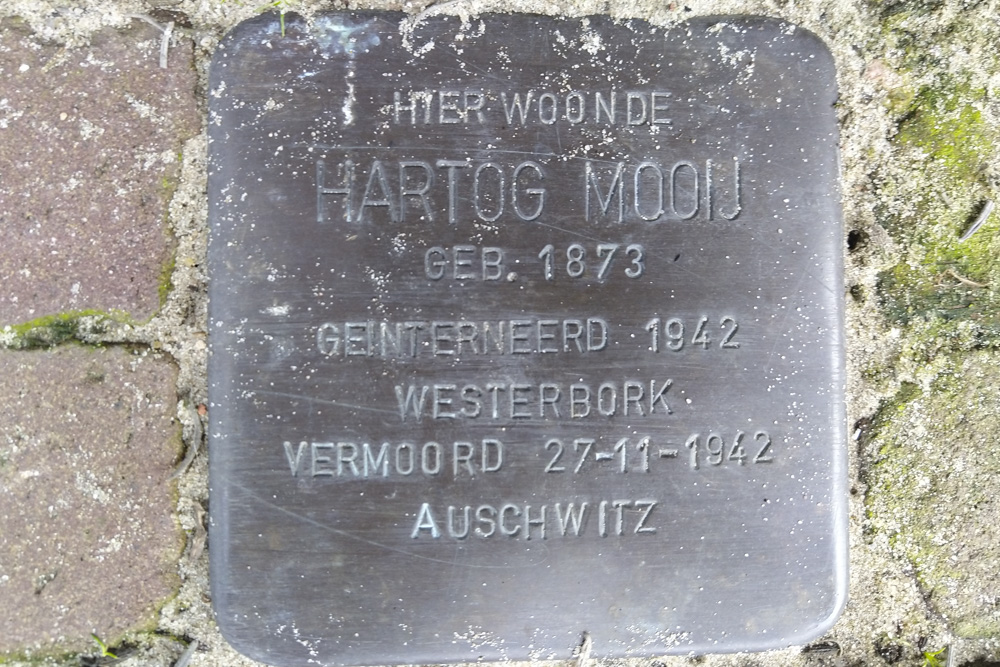 HIER WOONDE
HARTOG MOOIJ
GEB. 1873
GEINTERNEERD 1942
WESTERBORK
VERMOORD 27-11-1942
AUSCHWITZ